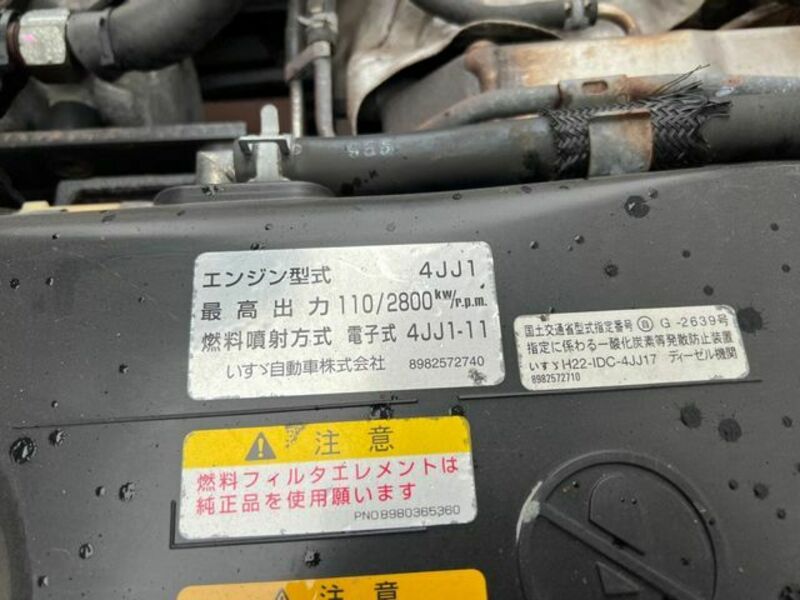 エンジン型式 4JJ1
最高出力 110/2800 kW/r.p.m.
燃料噴射方式 電子式 4JJ1-11
いすゞ自動車株式会社 8982572740
国土交通省型式指定番号 自 G-2639号
指定に係わる一酸化炭素等発散防止装置
いすゞH22-IDC-4JJ17 ディーゼル機関
8982572710
注意
燃料フィルタエレメントは
純正品を使用願います
PNO8980365360
注意